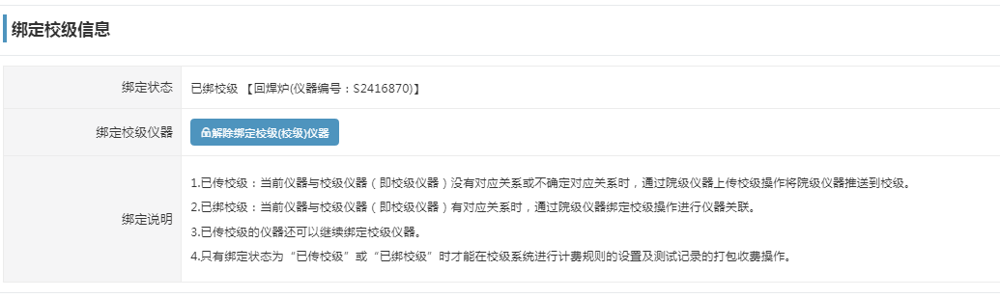 绑定校级信息
绑定状态
已绑校级 【回焊炉(仪器编号：S2416870)】
绑定校级仪器
解除绑定校级(校级)仪器
绑定说明
1.已传校级：当前仪器与校级仪器（即校级仪器）没有对应关系或不确定对应关系时，通过院级仪器上传校级操作将院级仪器推送到校级。
2.已绑校级：当前仪器与校级仪器（即校级仪器）有对应关系时，通过院级仪器绑定校级操作进行仪器关联。
3.已传校级的仪器还可以继续绑定校级仪器。
4.只有绑定状态为“已传校级”或“已绑校级”时才能在校级系统进行计费规则的设置及测试记录的打包收费操作。